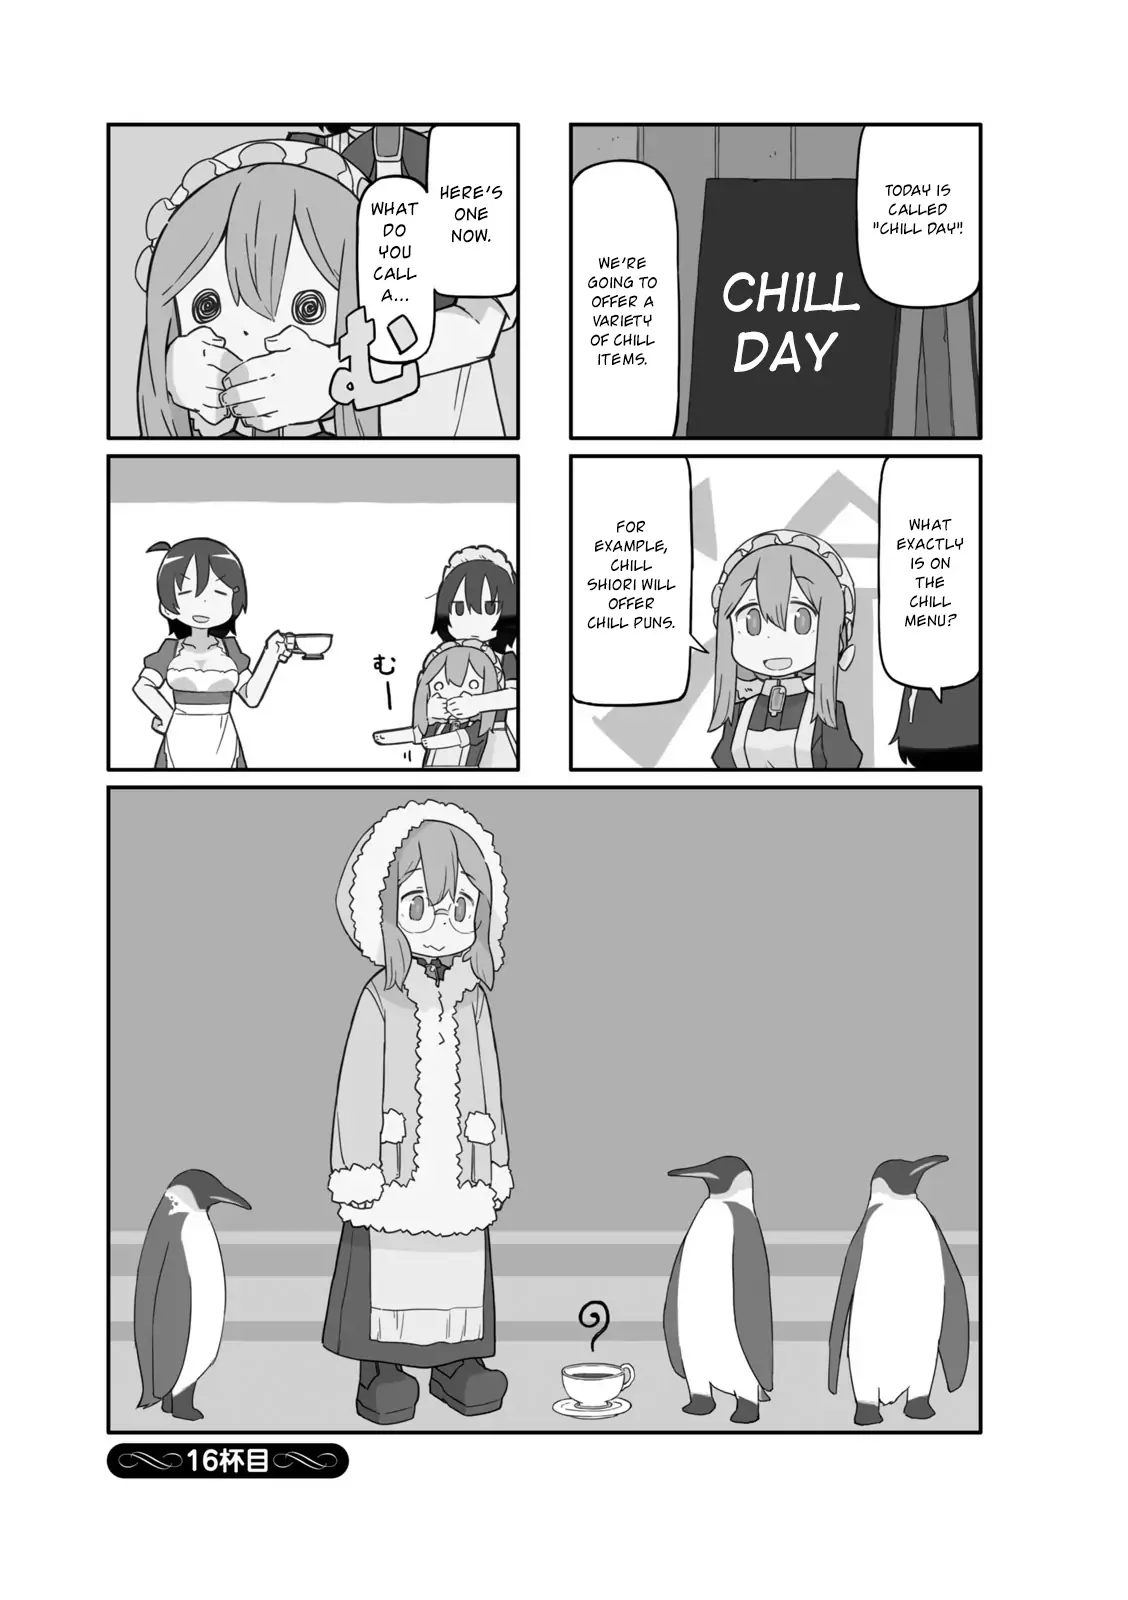 TODAY IS
CALLED
"CHILL DAY".
CHILL
DAY
WE'RE
GOING TO
OFFER A
VARIETY
OF CHILL
ITEMS.
WHAT
EXACTLY
IS ON
THE
CHILL
MENU?
FOR
EXAMPLE,
CHILL
SHIORI WILL
OFFER
CHILL PUNS.
HERE'S
ONE
NOW.
WHAT
DO
YOU
CALL
A...
むー
16杯目